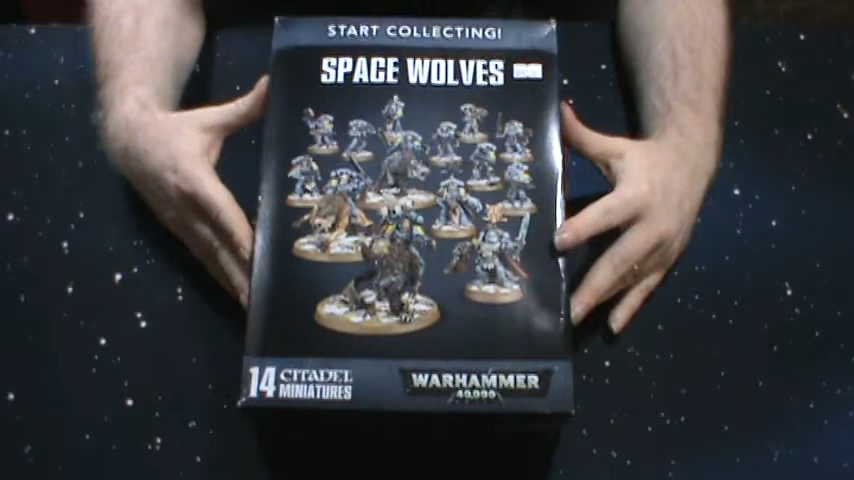 START COLLECTING!
SPACE WOLVES
14 CITADEL
MINIATURES
WARHAMMER
40,000